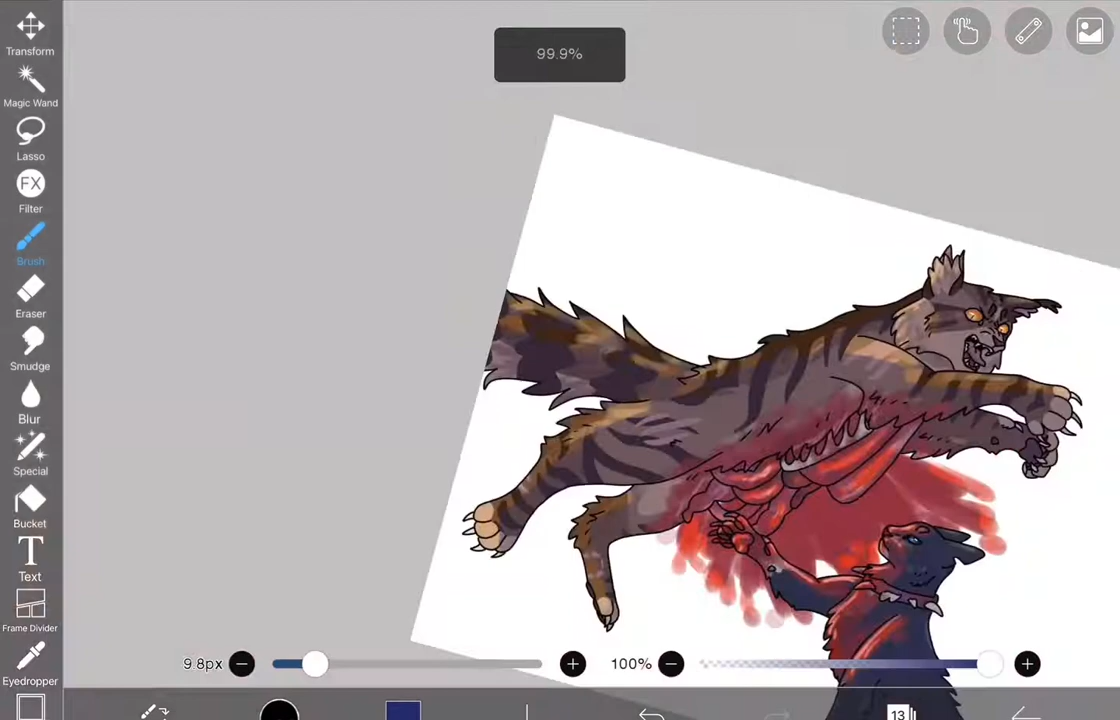 Transform
99.9%
Magic Wand
Lasso
FX
Filter
Brush
Eraser
Smudge
Blur
Special
Bucket
T
Text
Frame Divider
9.8px
100%
Eyedropper
13